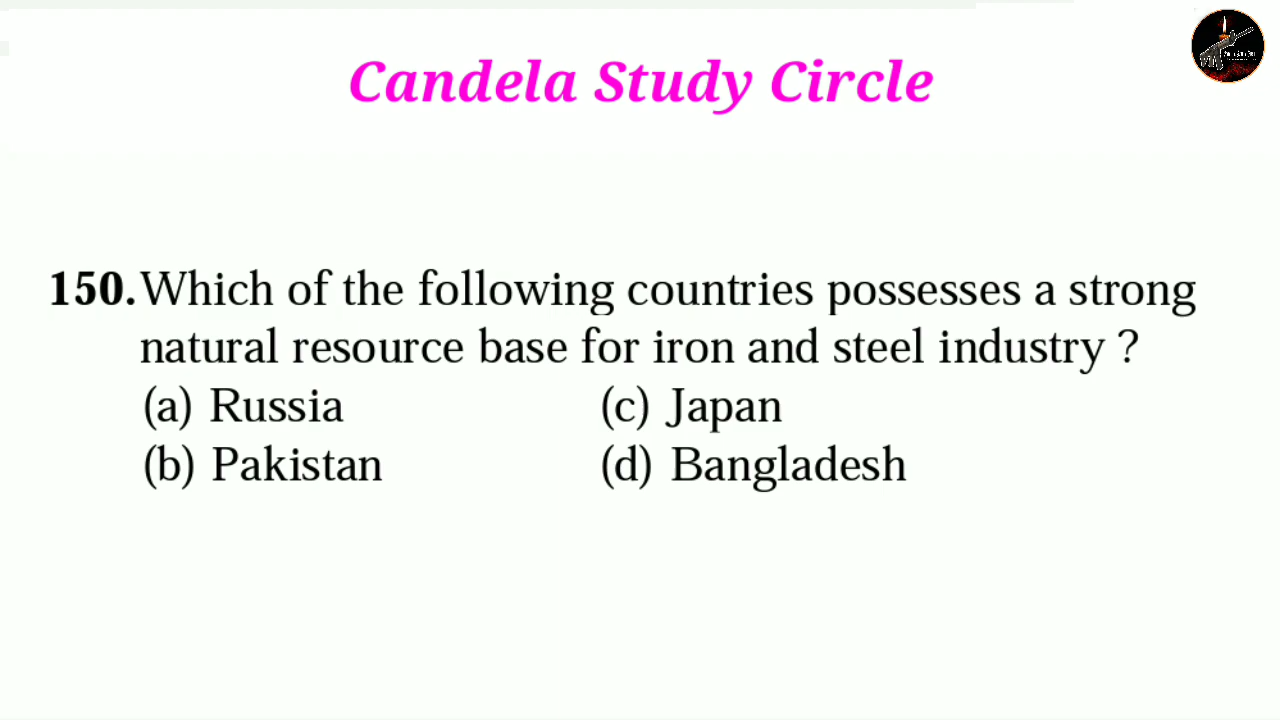 Candela Study Circle
150. Which of the following countries possesses a strong
natural resource base for iron and steel industry ?
(a) Russia (c) Japan
(b) Pakistan (d) Bangladesh